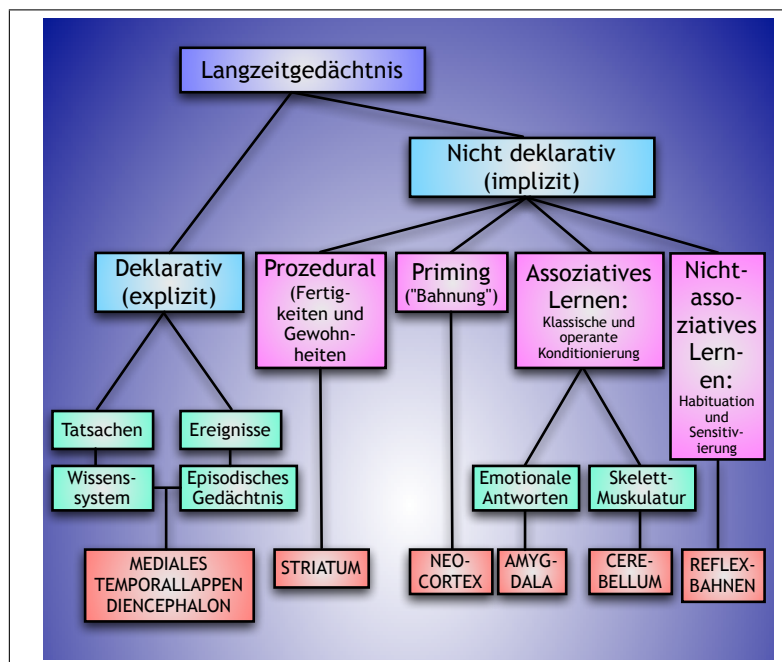 Langzeitgedächtnis
Nicht deklarativ
(implizit)
Deklarativ
(explizit)
Prozedural
(Fertig-
keiten und
Gewohn-
heiten
Priming
("Bahnung")
Assoziatives
Lernen:
Klassische und
operante
Konditionierung
Nicht-
asso-
ziatives
Lern-
en:
Habituation
und
Sensitiv-
ierung
Tatsachen
Ereignisse
Wissens-
system
Episodisches
Gedächtnis
Emotionale
Antworten
Skelett-
Muskulatur
MEDIALES
TEMPORALLAPPEN
DIENCEPHALON
STRIATUM
NEO-
CORTEX
AMYG-
DALA
CERE-
BELLUM
REFLEX-
BAHNEN